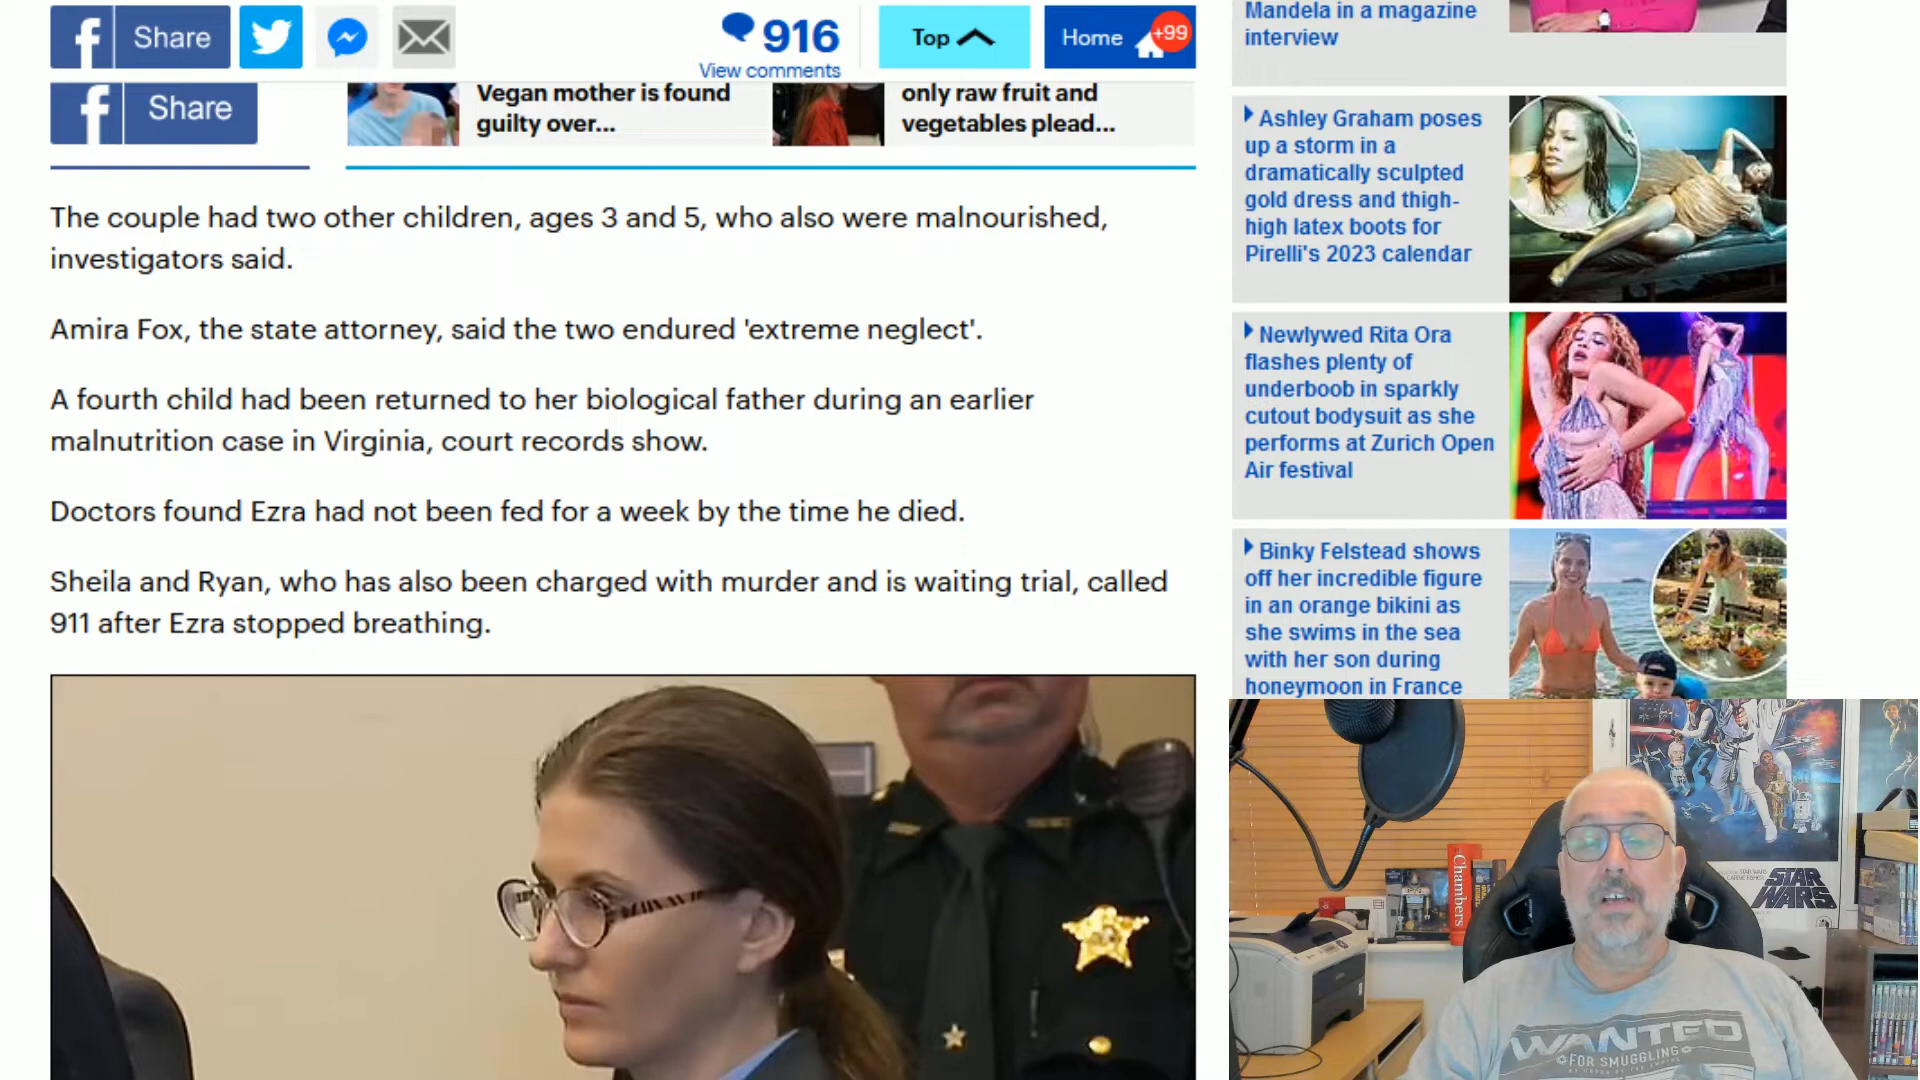 Share
916
View comments
Top
Home
+99
Share
Vegan mother is found
guilty over...
only raw fruit and
vegetables plead...
The couple had two other children, ages 3 and 5, who also were malnourished,
investigators said.
Amira Fox, the state attorney, said the two endured 'extreme neglect'.
A fourth child had been returned to her biological father during an earlier
malnutrition case in Virginia, court records show.
Doctors found Ezra had not been fed for a week by the time he died.
Sheila and Ryan, who has also been charged with murder and is waiting trial, called
911 after Ezra stopped breathing.
Mandela in a magazine
interview
Ashley Graham poses
up a storm in a
dramatically sculpted
gold dress and thigh-
high latex boots for
Pirelli's 2023 calendar
Newlywed Rita Ora
flashes plenty of
underboob in sparkly
cutout bodysuit as she
performs at Zurich Open
Air festival
Binky Felstead shows
off her incredible figure
in an orange bikini as
she swims in the sea
with her son during
honeymoon in France
Chambers
STAR
WARS
WANTED
FOR SMUGGLING